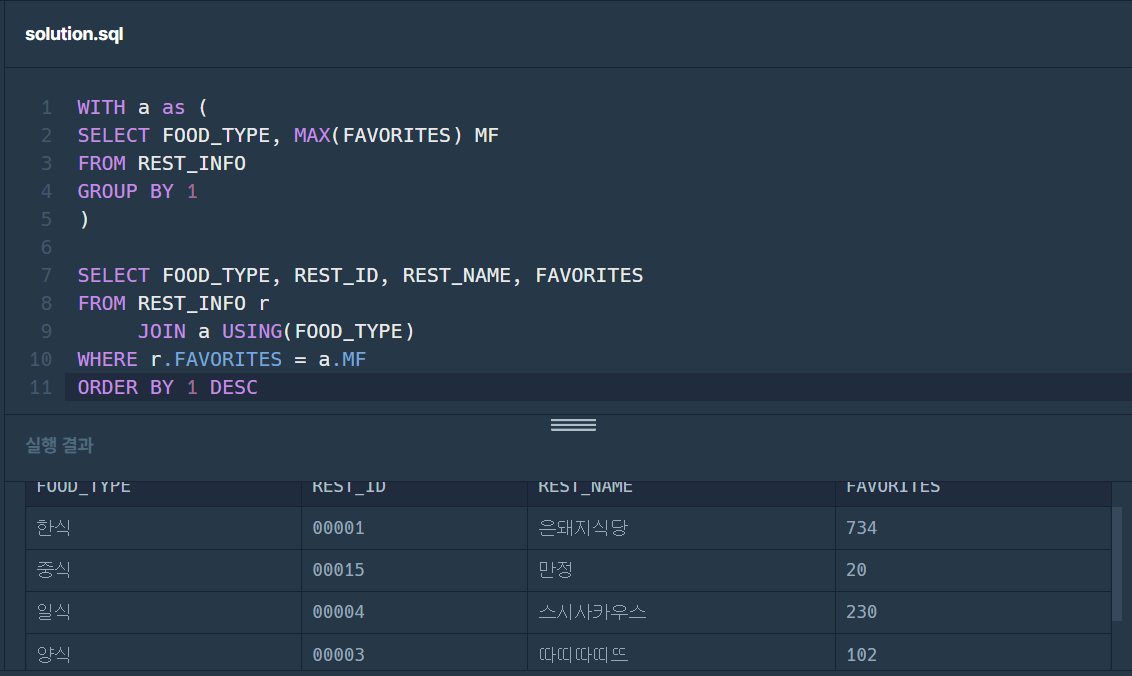 solution.sql
1 WITH a as (
2 SELECT FOOD_TYPE, MAX(FAVORITES) MF
3 FROM REST_INFO
4 GROUP BY 1
5 )
6
7 SELECT FOOD_TYPE, REST_ID, REST_NAME, FAVORITES
8 FROM REST_INFO r
9 JOIN a USING(FOOD_TYPE)
10 WHERE r.FAVORITES = a.MF
11 ORDER BY 1 DESC
실행 결과
FOOD_TYPE REST_ID REST_NAME FAVORITES
한식 00001 은돼지식당 734
중식 00015 만정 20
일식 00004 스시사카우스 230
양식 00003 따띠따띠뜨 102